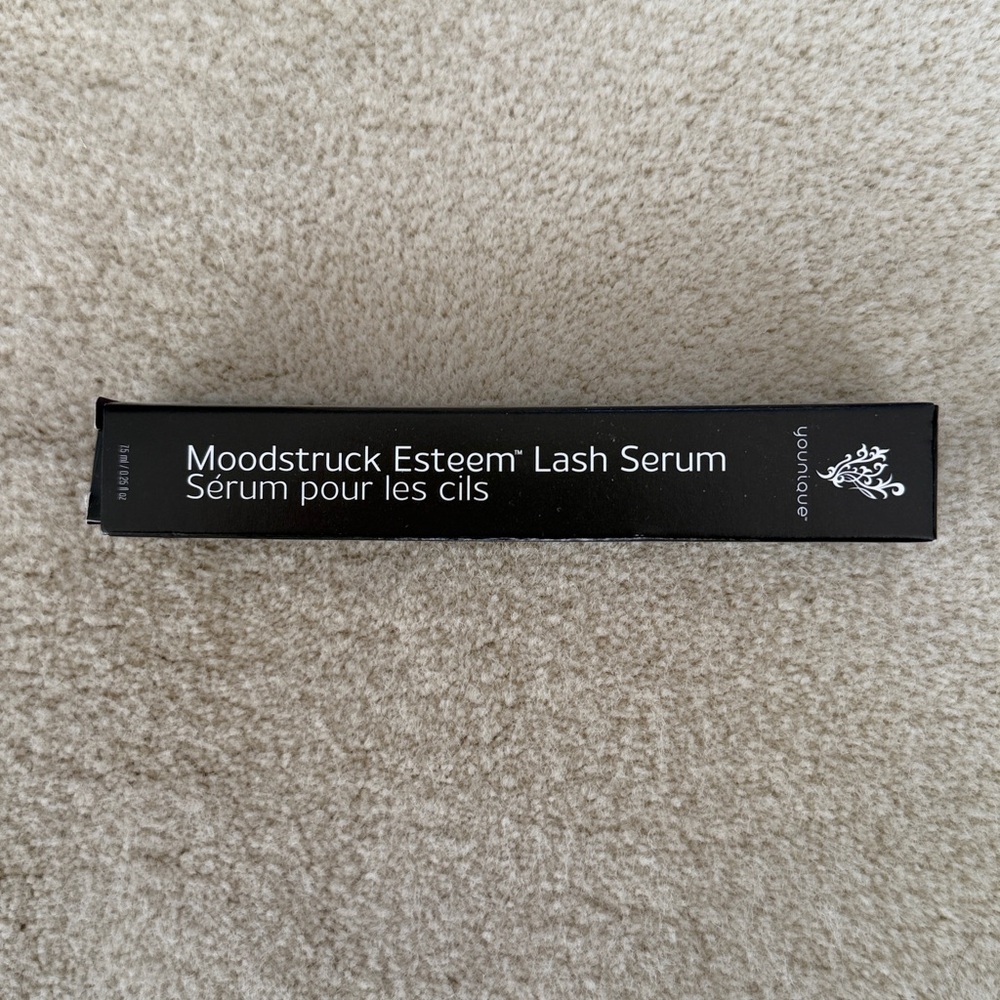 Moodstruck Esteem™ Lash Serum
Sérum pour les cils
7.5 ml / 0.25 fl oz
younique™